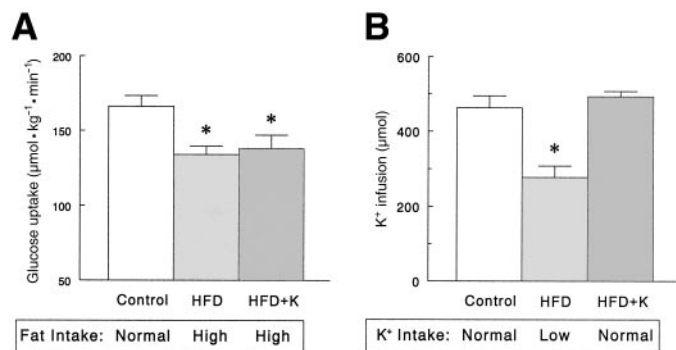 A
Glucose uptake (μmol•kg⁻¹•min⁻¹)
200
150
100
50
*
*
Control HFD HFD+K
Fat Intake: Normal High High
B
K⁺ infusion (μmol)
600
400
200
0
*
Control HFD HFD+K
K⁺ Intake: Normal Low Normal